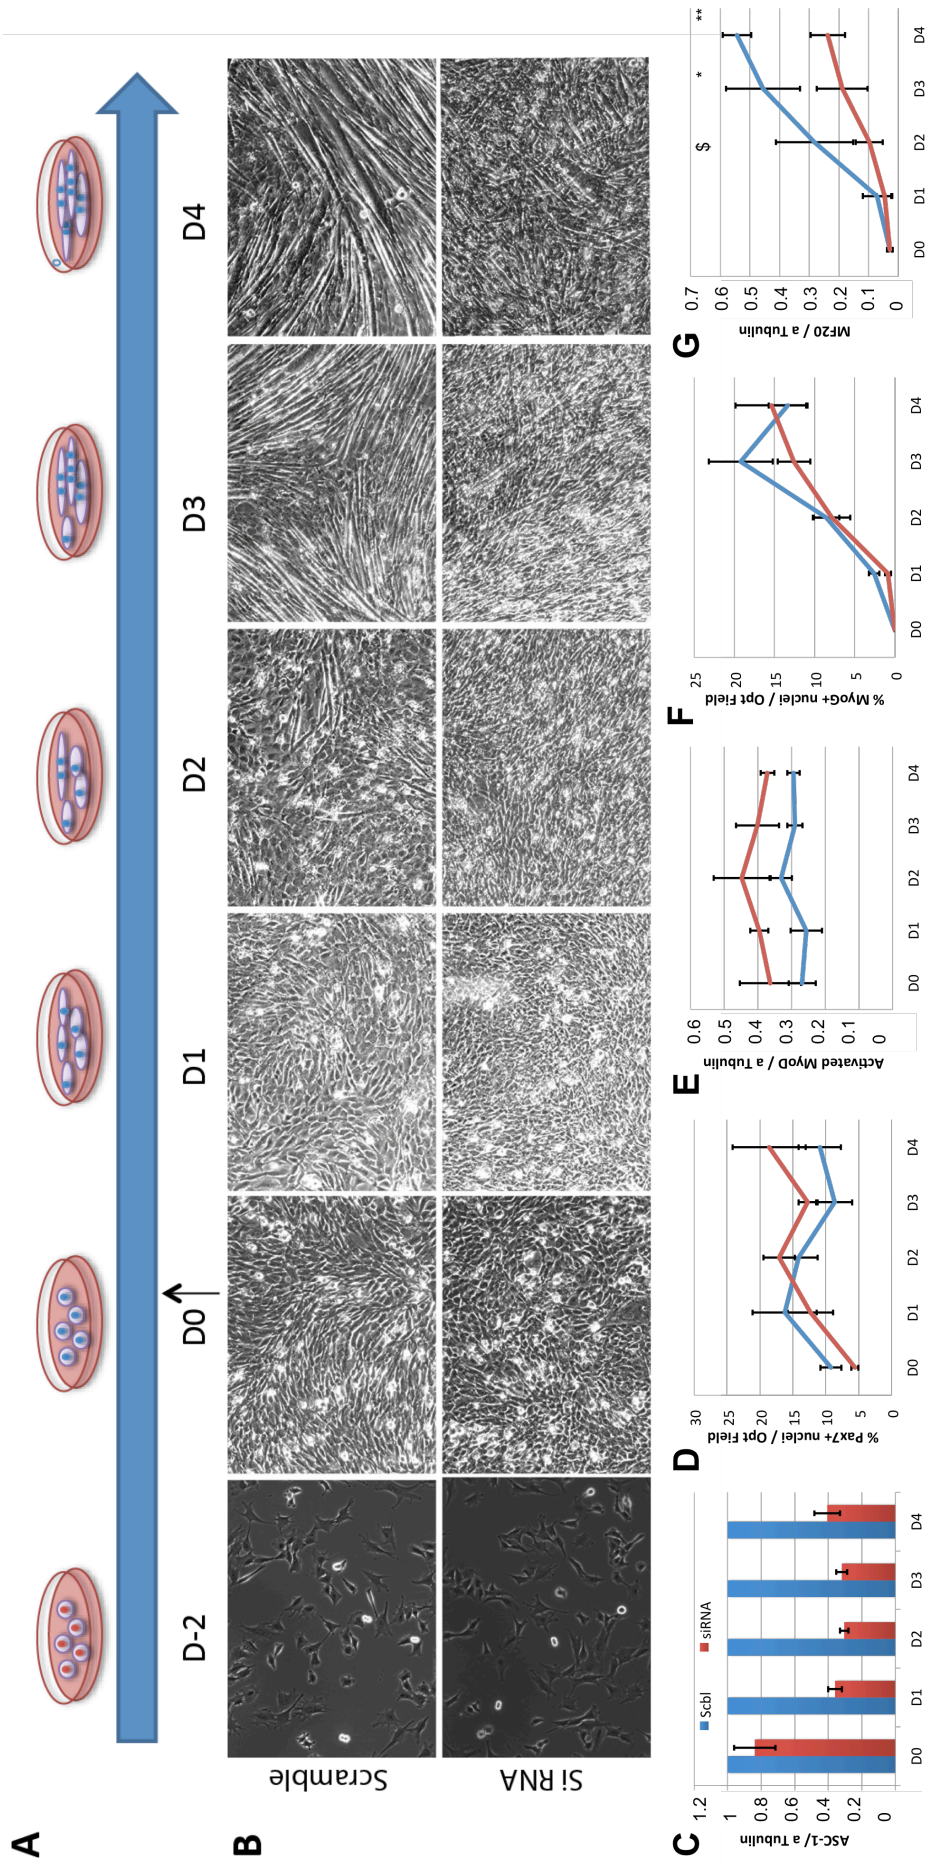 A
D-2
D0
D1
D2
D3
D4
B
Scramble
Si RNA
C
ASC-1/ a Tubulin
1.2
1
0.8
0.6
0.4
0.2
0
Scbl
siRNA
D0
D1
D2
D3
D4
D
% Pax7+ nuclei / Opt Field
30
25
20
15
10
5
0
D0
D1
D2
D3
D4
E
Activated MyoD / a Tubulin
0.6
0.5
0.4
0.3
0.2
0.1
0
D0
D1
D2
D3
D4
F
% MyoG+ nuclei / Opt Field
25
20
15
10
5
0
D0
D1
D2
D3
D4
G
MF20 / a Tubulin
0.7
0.6
0.5
0.4
0.3
0.2
0.1
0
$
*
**
D0
D1
D2
D3
D4